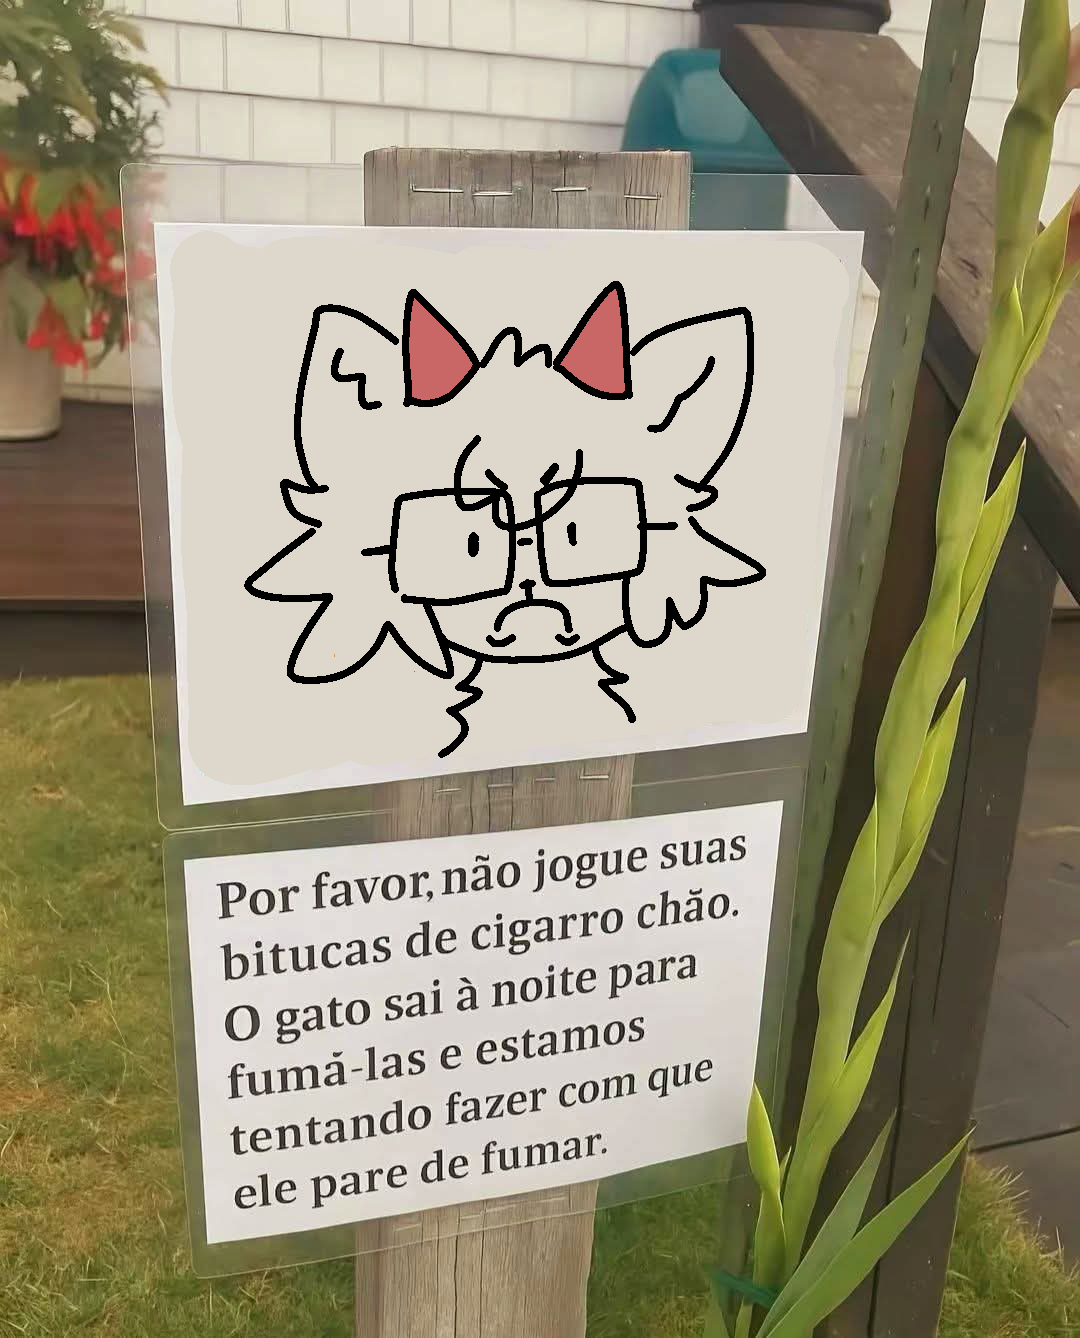 Por favor, não jogue suas
bitucas de cigarro chão.
O gato sai à noite para
fumá-las e estamos
tentando fazer com que
ele pare de fumar.